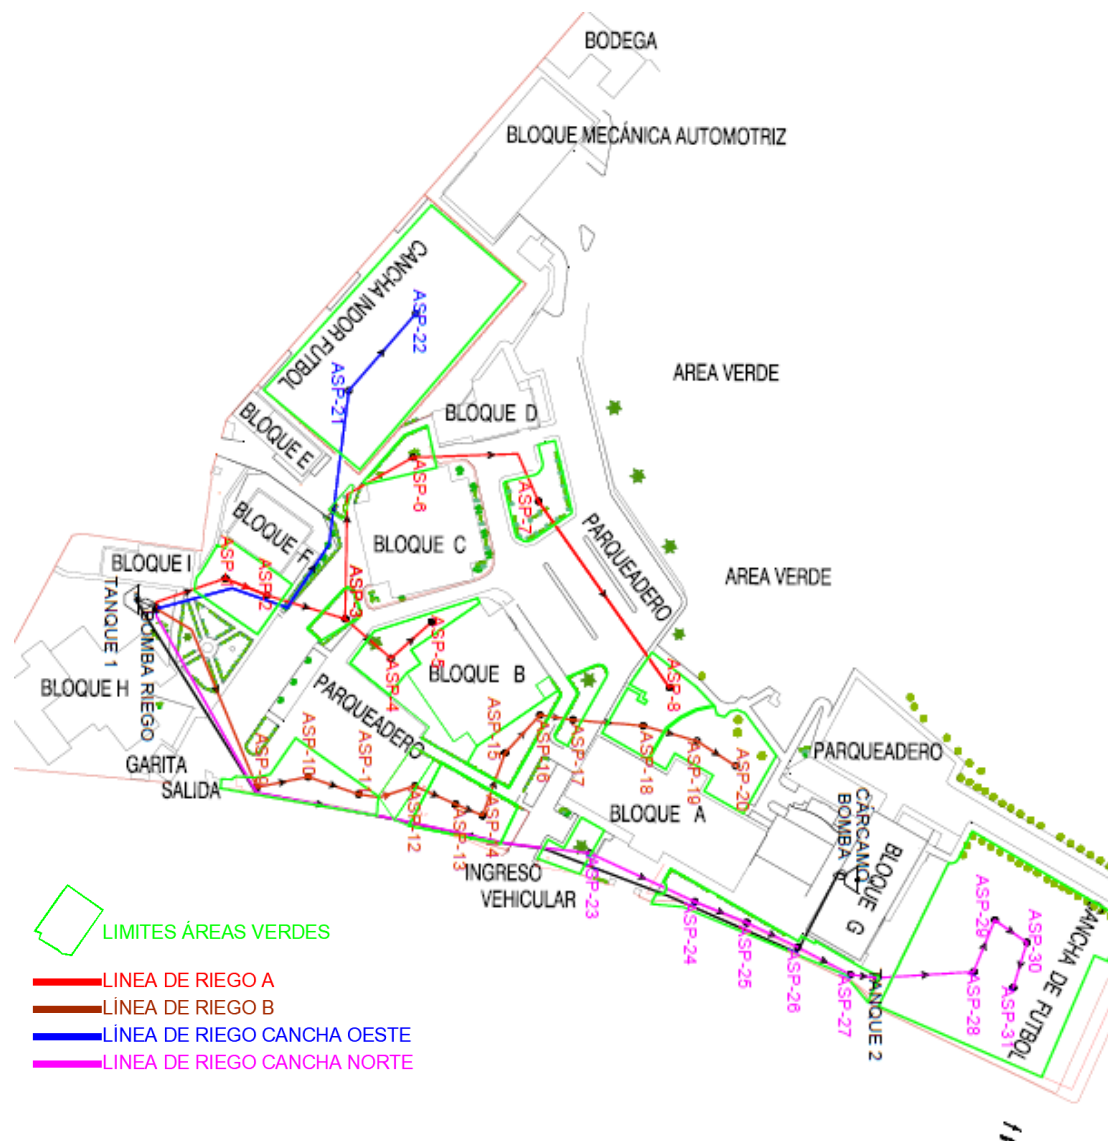 BODEGA
BLOQUE MECÁNICA AUTOMOTRIZ
CANCHA INDOR FUTBOL
ASP-22
ASP-21
AREA VERDE
BLOQUE D
BLOQUE E
ASP-6
ASP-7
BLOQUE F
BLOQUE C
PARQUEADERO
BLOQUE I
AREA VERDE
ASP-1
ASP-2
ASP-3
TANQUE 1
BOMBA RIEGO
ASP-5
ASP-4
BLOQUE H
BLOQUE B
PARQUEADERO
ASP-8
GARITA
SALIDA
ASP-9
ASP-10
ASP-11
ASP-12
ASP-13
ASP-14
ASP-15
ASP-16
ASP-17
ASP-18
ASP-19
ASP-20
PARQUEADERO
BLOQUE A
CÁRCAMO
BOMBA
BLOQUE G
INGRESO
VEHICULAR
ASP-23
ASP-24
ASP-25
ASP-26
ASP-27
TANQUE 2
ASP-28
ASP-29
ASP-30
ASP-31
CANCHA DE FUTBOL
LIMITES ÁREAS VERDES
LINEA DE RIEGO A
LÍNEA DE RIEGO B
LÍNEA DE RIEGO CANCHA OESTE
LINEA DE RIEGO CANCHA NORTE